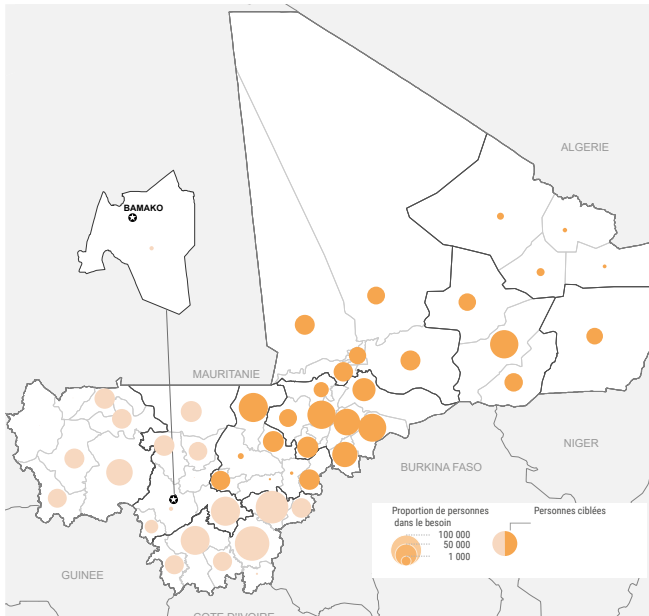 ALGERIE
BAMAKO
MAURITANIE
NIGER
BURKINA FASO
Proportion de personnes
dans le besoin
100 000
50 000
1 000
Personnes ciblées
GUINEE
COTE D'IVOIRE